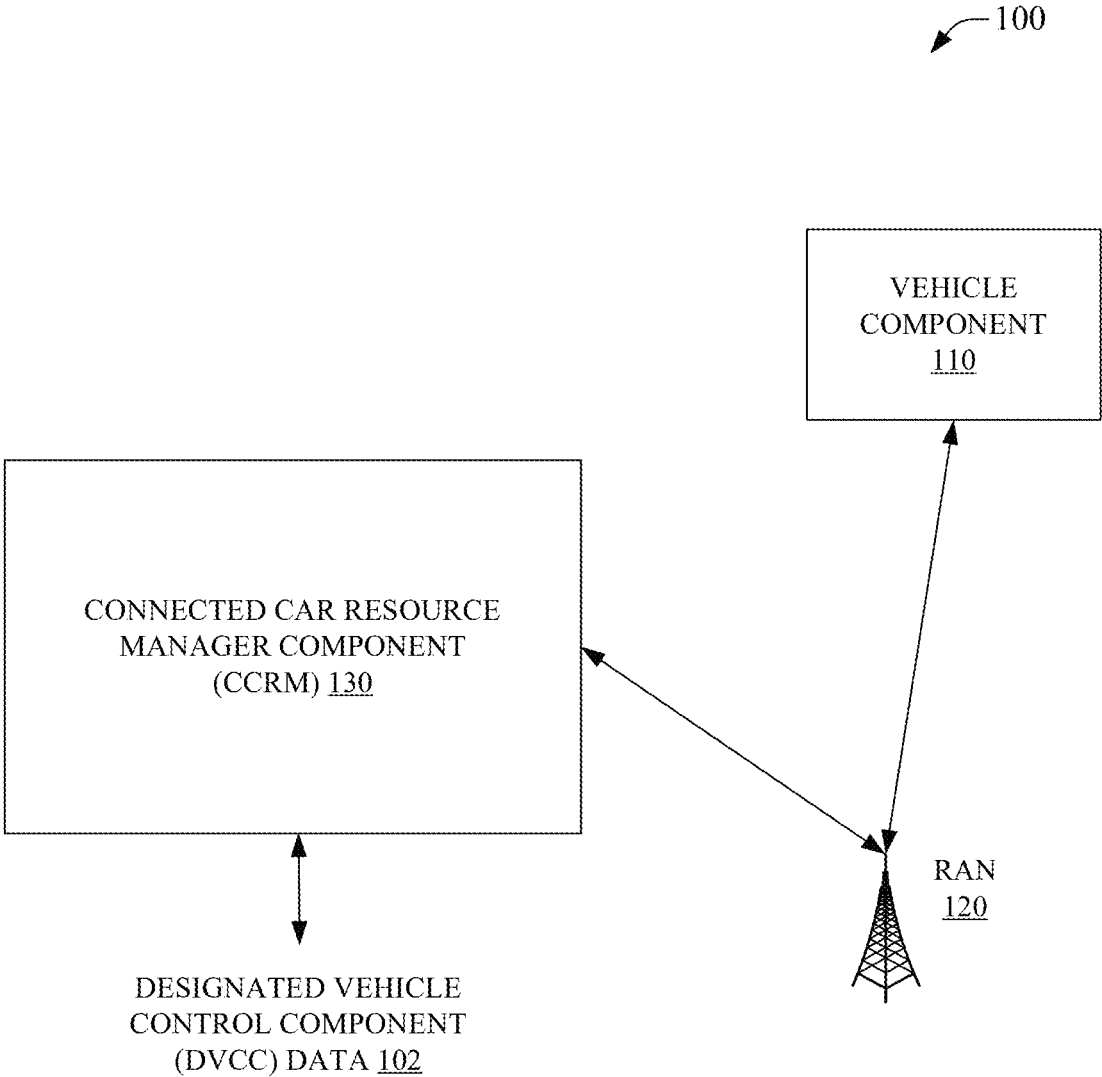 100
VEHICLE
COMPONENT
110
CONNECTED CAR RESOURCE
MANAGER COMPONENT
(CCRM) 130
RAN
120
DESIGNATED VEHICLE
CONTROL COMPONENT
(DVCC) DATA 102